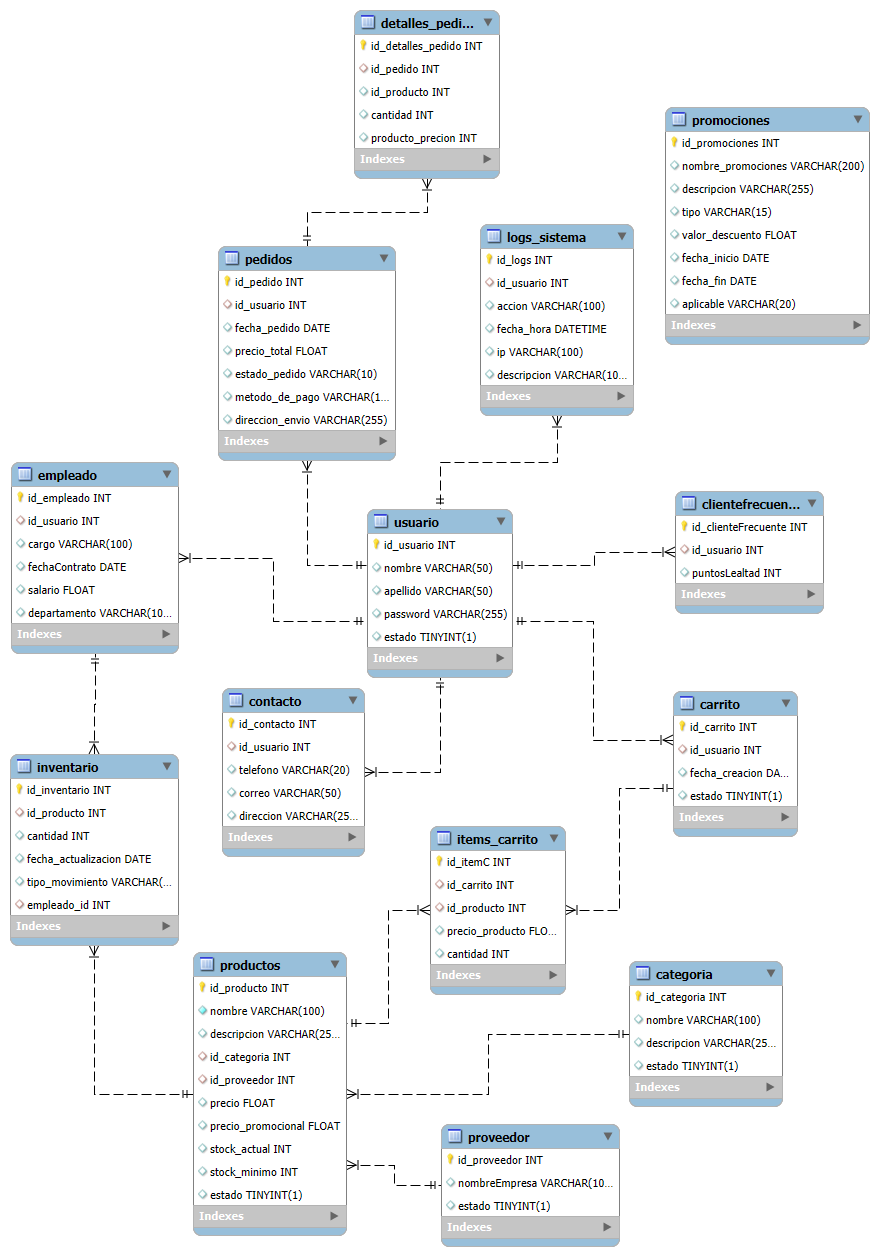 detalles_pedi...
id_detalles_pedido INT
id_pedido INT
id_producto INT
cantidad INT
producto_precion INT
Indexes
promociones
id_promociones INT
nombre_promociones VARCHAR(200)
descripcion VARCHAR(255)
tipo VARCHAR(15)
valor_descuento FLOAT
fecha_inicio DATE
fecha_fin DATE
aplicable VARCHAR(20)
Indexes
logs_sistema
id_logs INT
id_usuario INT
accion VARCHAR(100)
fecha_hora DATETIME
ip VARCHAR(100)
descripcion VARCHAR(10...
Indexes
pedidos
id_pedido INT
id_usuario INT
fecha_pedido DATE
precio_total FLOAT
estado_pedido VARCHAR(10)
metodo_de_pago VARCHAR(1...
direccion_envio VARCHAR(255)
Indexes
empleado
id_empleado INT
id_usuario INT
cargo VARCHAR(100)
fechaContrato DATE
salario FLOAT
departamento VARCHAR(10...
Indexes
usuario
id_usuario INT
nombre VARCHAR(50)
apellido VARCHAR(50)
password VARCHAR(255)
estado TINYINT(1)
Indexes
clientefrecuen...
id_clienteFrecuente INT
id_usuario INT
puntosLealtad INT
Indexes
contacto
id_contacto INT
id_usuario INT
telefono VARCHAR(20)
correo VARCHAR(50)
direccion VARCHAR(25...
Indexes
carrito
id_carrito INT
id_usuario INT
fecha_creacion DA...
estado TINYINT(1)
Indexes
inventario
id_inventario INT
id_producto INT
cantidad INT
fecha_actualizacion DATE
tipo_movimiento VARCHAR(...
empleado_id INT
Indexes
items_carrito
id_itemC INT
id_carrito INT
id_producto INT
precio_producto FLO...
cantidad INT
Indexes
productos
id_producto INT
nombre VARCHAR(100)
descripcion VARCHAR(25...
id_categoria INT
id_proveedor INT
precio FLOAT
precio_promocional FLOAT
stock_actual INT
stock_minimo INT
estado TINYINT(1)
Indexes
categoria
id_categoria INT
nombre VARCHAR(100)
descripcion VARCHAR(25...
estado TINYINT(1)
Indexes
proveedor
id_proveedor INT
nombreEmpresa VARCHAR(10...
estado TINYINT(1)
Indexes